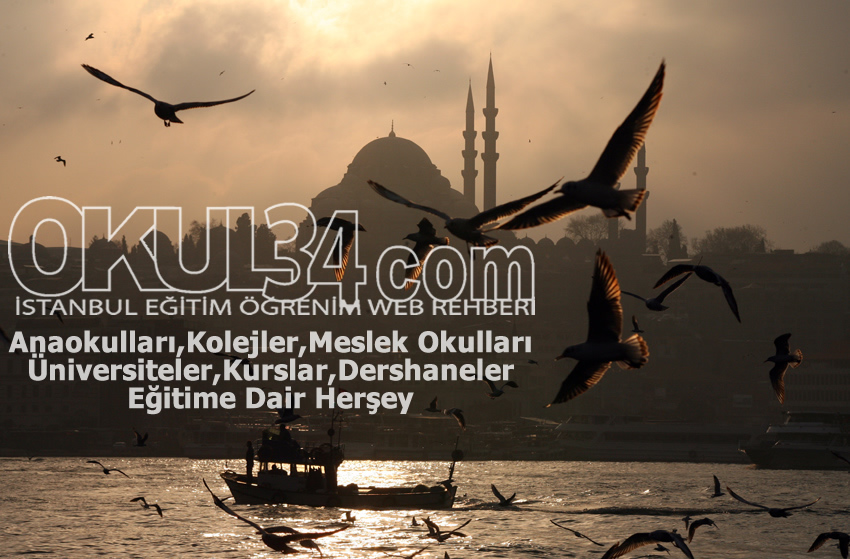 OKUL34.com
İSTANBUL EĞİTİM ÖĞRENİM WEB REHBERİ
Anaokulları,Kolejler,Meslek Okulları
Üniversiteler,Kurslar,Dershaneler
Eğitime Dair Herşey